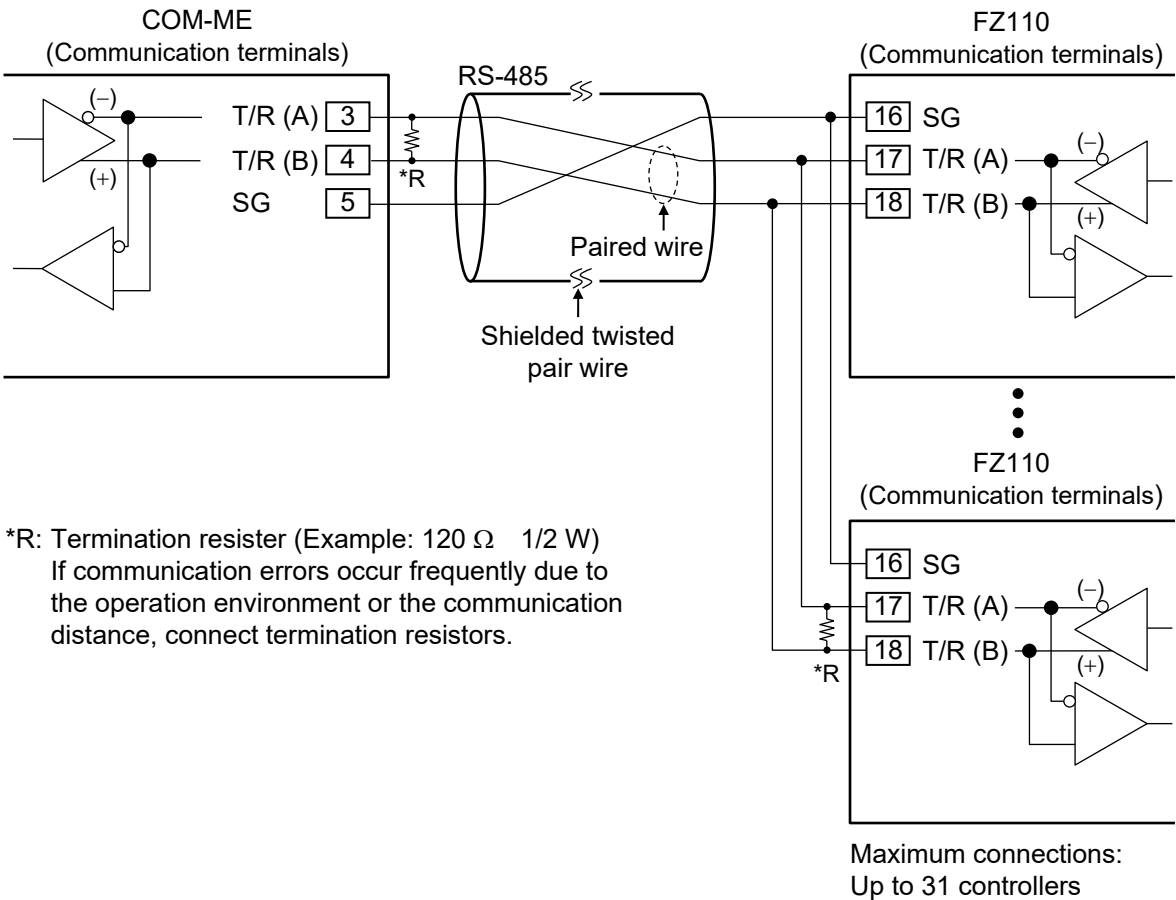 COM-ME
(Communication terminals)
(−)
(+)
T/R (A) 3
T/R (B) 4
SG 5
*R
RS-485
Paired wire
Shielded twisted
pair wire
FZ110
(Communication terminals)
16 SG
17 T/R (A)
18 T/R (B)
(−)
(+)
FZ110
(Communication terminals)
16 SG
17 T/R (A)
18 T/R (B)
(−)
(+)
*R
Maximum connections:
Up to 31 controllers
*R: Termination resister (Example: 120 Ω 1/2 W)
If communication errors occur frequently due to
the operation environment or the communication
distance, connect termination resistors.